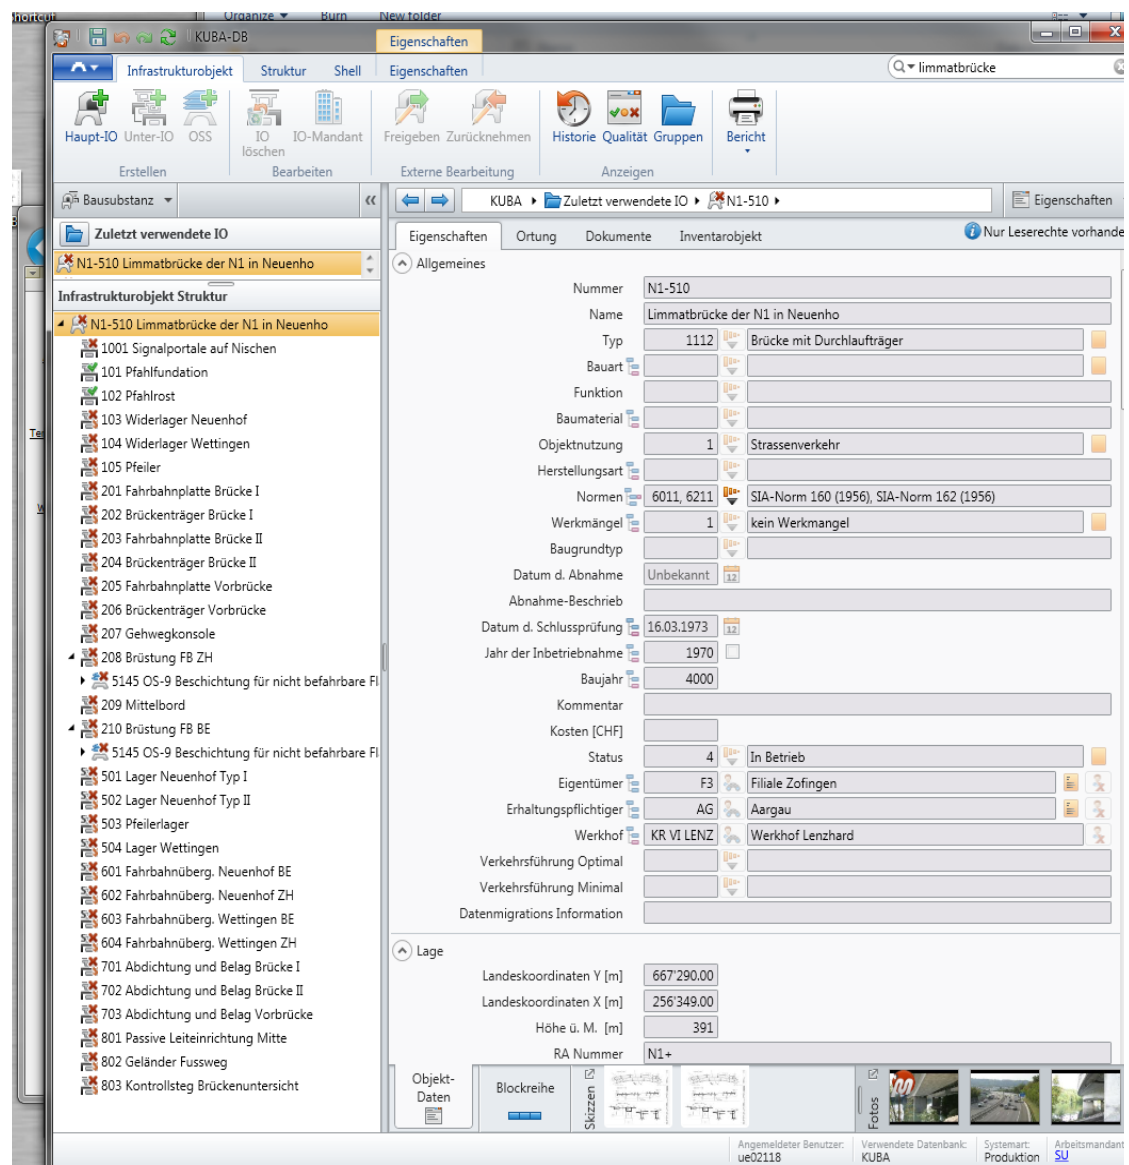 Shortcut
Organize ▼ Burn New folder
KUBA-DB
Eigenschaften
Infrastrukturobjekt Struktur Shell Eigenschaften
limmatbrücke
Haupt-IO Unter-IO OSS IO löschen IO-Mandant Freigeben Zurücknehmen Historie Qualität Gruppen Bericht
Erstellen Bearbeiten Externe Bearbeitung Anzeigen
Bausubstanz
KUBA Zuletzt verwendete IO N1-510
Eigenschaften
Zuletzt verwendete IO
Eigenschaften Ortung Dokumente Inventarobjekt
Nur Leserechte vorhande
N1-510 Limmatbrücke der N1 in Neuenho
Infrastrukturobjekt Struktur
N1-510 Limmatbrücke der N1 in Neuenho
1001 Signalportale auf Nischen
101 Pfahlfundation
102 Pfahlrost
103 Widerlager Neuenhof
104 Widerlager Wettingen
105 Pfeiler
201 Fahrbahnplatte Brücke I
202 Brückenträger Brücke I
203 Fahrbahnplatte Brücke II
204 Brückenträger Brücke II
205 Fahrbahnplatte Vorbrücke
206 Brückenträger Vorbrücke
207 Gehwegkonsole
208 Brüstung FB ZH
5145 OS-9 Beschichtung für nicht befahrbare Fl
209 Mittelbord
210 Brüstung FB BE
5145 OS-9 Beschichtung für nicht befahrbare Fl
501 Lager Neuenhof Typ I
502 Lager Neuenhof Typ II
503 Pfeilerlager
504 Lager Wettingen
601 Fahrbahnüberg. Neuenhof BE
602 Fahrbahnüberg. Neuenhof ZH
603 Fahrbahnüberg. Wettingen BE
604 Fahrbahnüberg. Wettingen ZH
701 Abdichtung und Belag Brücke I
702 Abdichtung und Belag Brücke II
703 Abdichtung und Belag Vorbrücke
801 Passive Leiteinrichtung Mitte
802 Geländer Fussweg
803 Kontrollsteg Brückenuntersicht
Allgemeines
Nummer N1-510
Name Limmatbrücke der N1 in Neuenho
Typ 1112 Brücke mit Durchlaufträger
Bauart
Funktion
Baumaterial
Objektnutzung 1 Strassenverkehr
Herstellungsart
Normen 6011, 6211 SIA-Norm 160 (1956), SIA-Norm 162 (1956)
Werkmängel 1 kein Werkmangel
Baugrundtyp
Datum d. Abnahme Unbekannt 12
Abnahme-Beschrieb
Datum d. Schlussprüfung 16.03.1973 12
Jahr der Inbetriebnahme 1970
Baujahr 4000
Kommentar
Kosten [CHF]
Status 4 In Betrieb
Eigentümer F3 Filiale Zofingen
Erhaltungspflichtiger AG Aargau
Werkhof KR VI LENZ Werkhof Lenzhard
Verkehrsführung Optimal
Verkehrsführung Minimal
Datenmigrations Information
Lage
Landeskoordinaten Y [m] 667'290.00
Landeskoordinaten X [m] 256'349.00
Höhe ü. M. [m] 391
RA Nummer N1+
Objekt-Daten Blockreihe Skizzen Fotos
Angemeldeter Benutzer: Verwendete Datenbank: Systemart: Arbeitsmandant
ue02118 KUBA Produktion SU